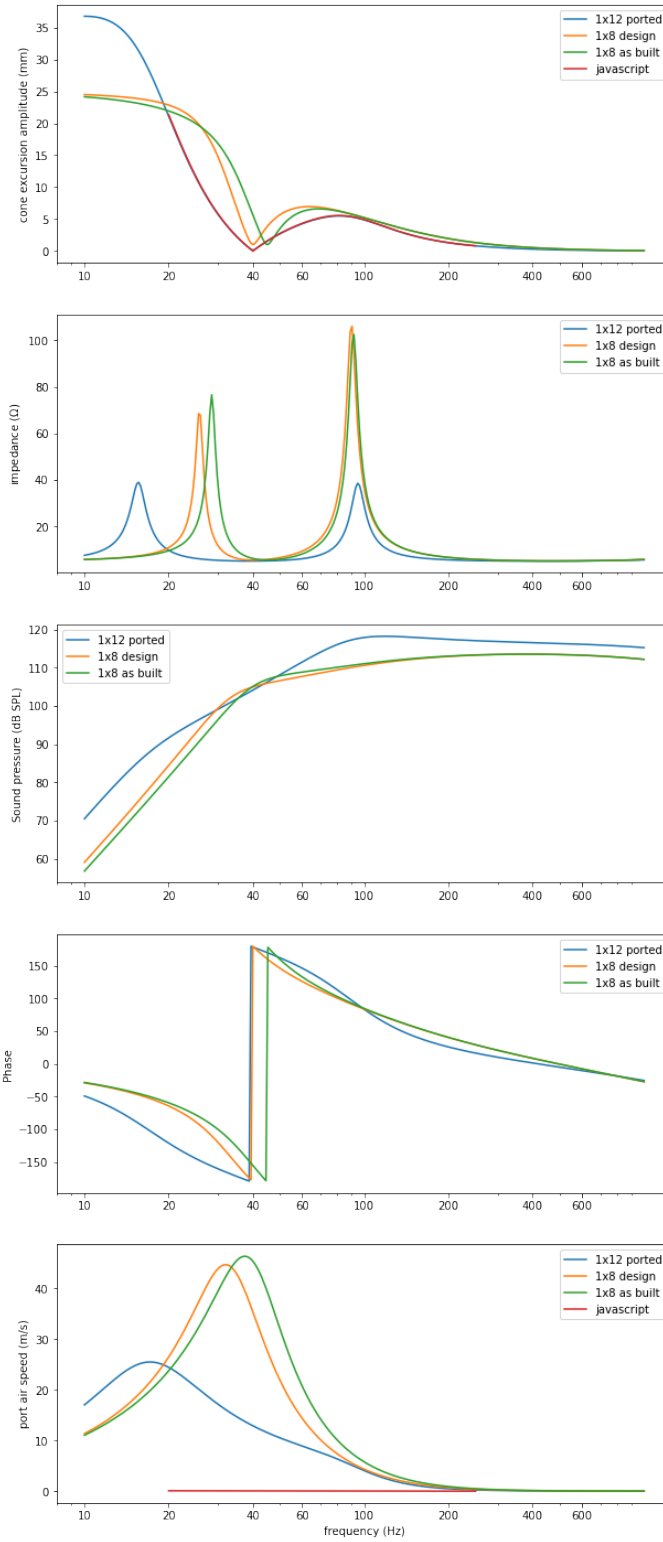 cone excursion amplitude (mm)
35
30
25
20
15
10
5
0
1x12 ported
1x8 design
1x8 as built
javascript
10 20 40 60 100 200 400 600
impedance (Ω)
100
80
60
40
20
1x12 ported
1x8 design
1x8 as built
10 20 40 60 100 200 400 600
Sound pressure (dB SPL)
120
110
100
90
80
70
60
1x12 ported
1x8 design
1x8 as built
10 20 40 60 100 200 400 600
Phase
150
100
50
0
−50
−100
−150
1x12 ported
1x8 design
1x8 as built
10 20 40 60 100 200 400 600
port air speed (m/s)
40
30
20
10
0
1x12 ported
1x8 design
1x8 as built
javascript
10 20 40 60 100 200 400 600
frequency (Hz)